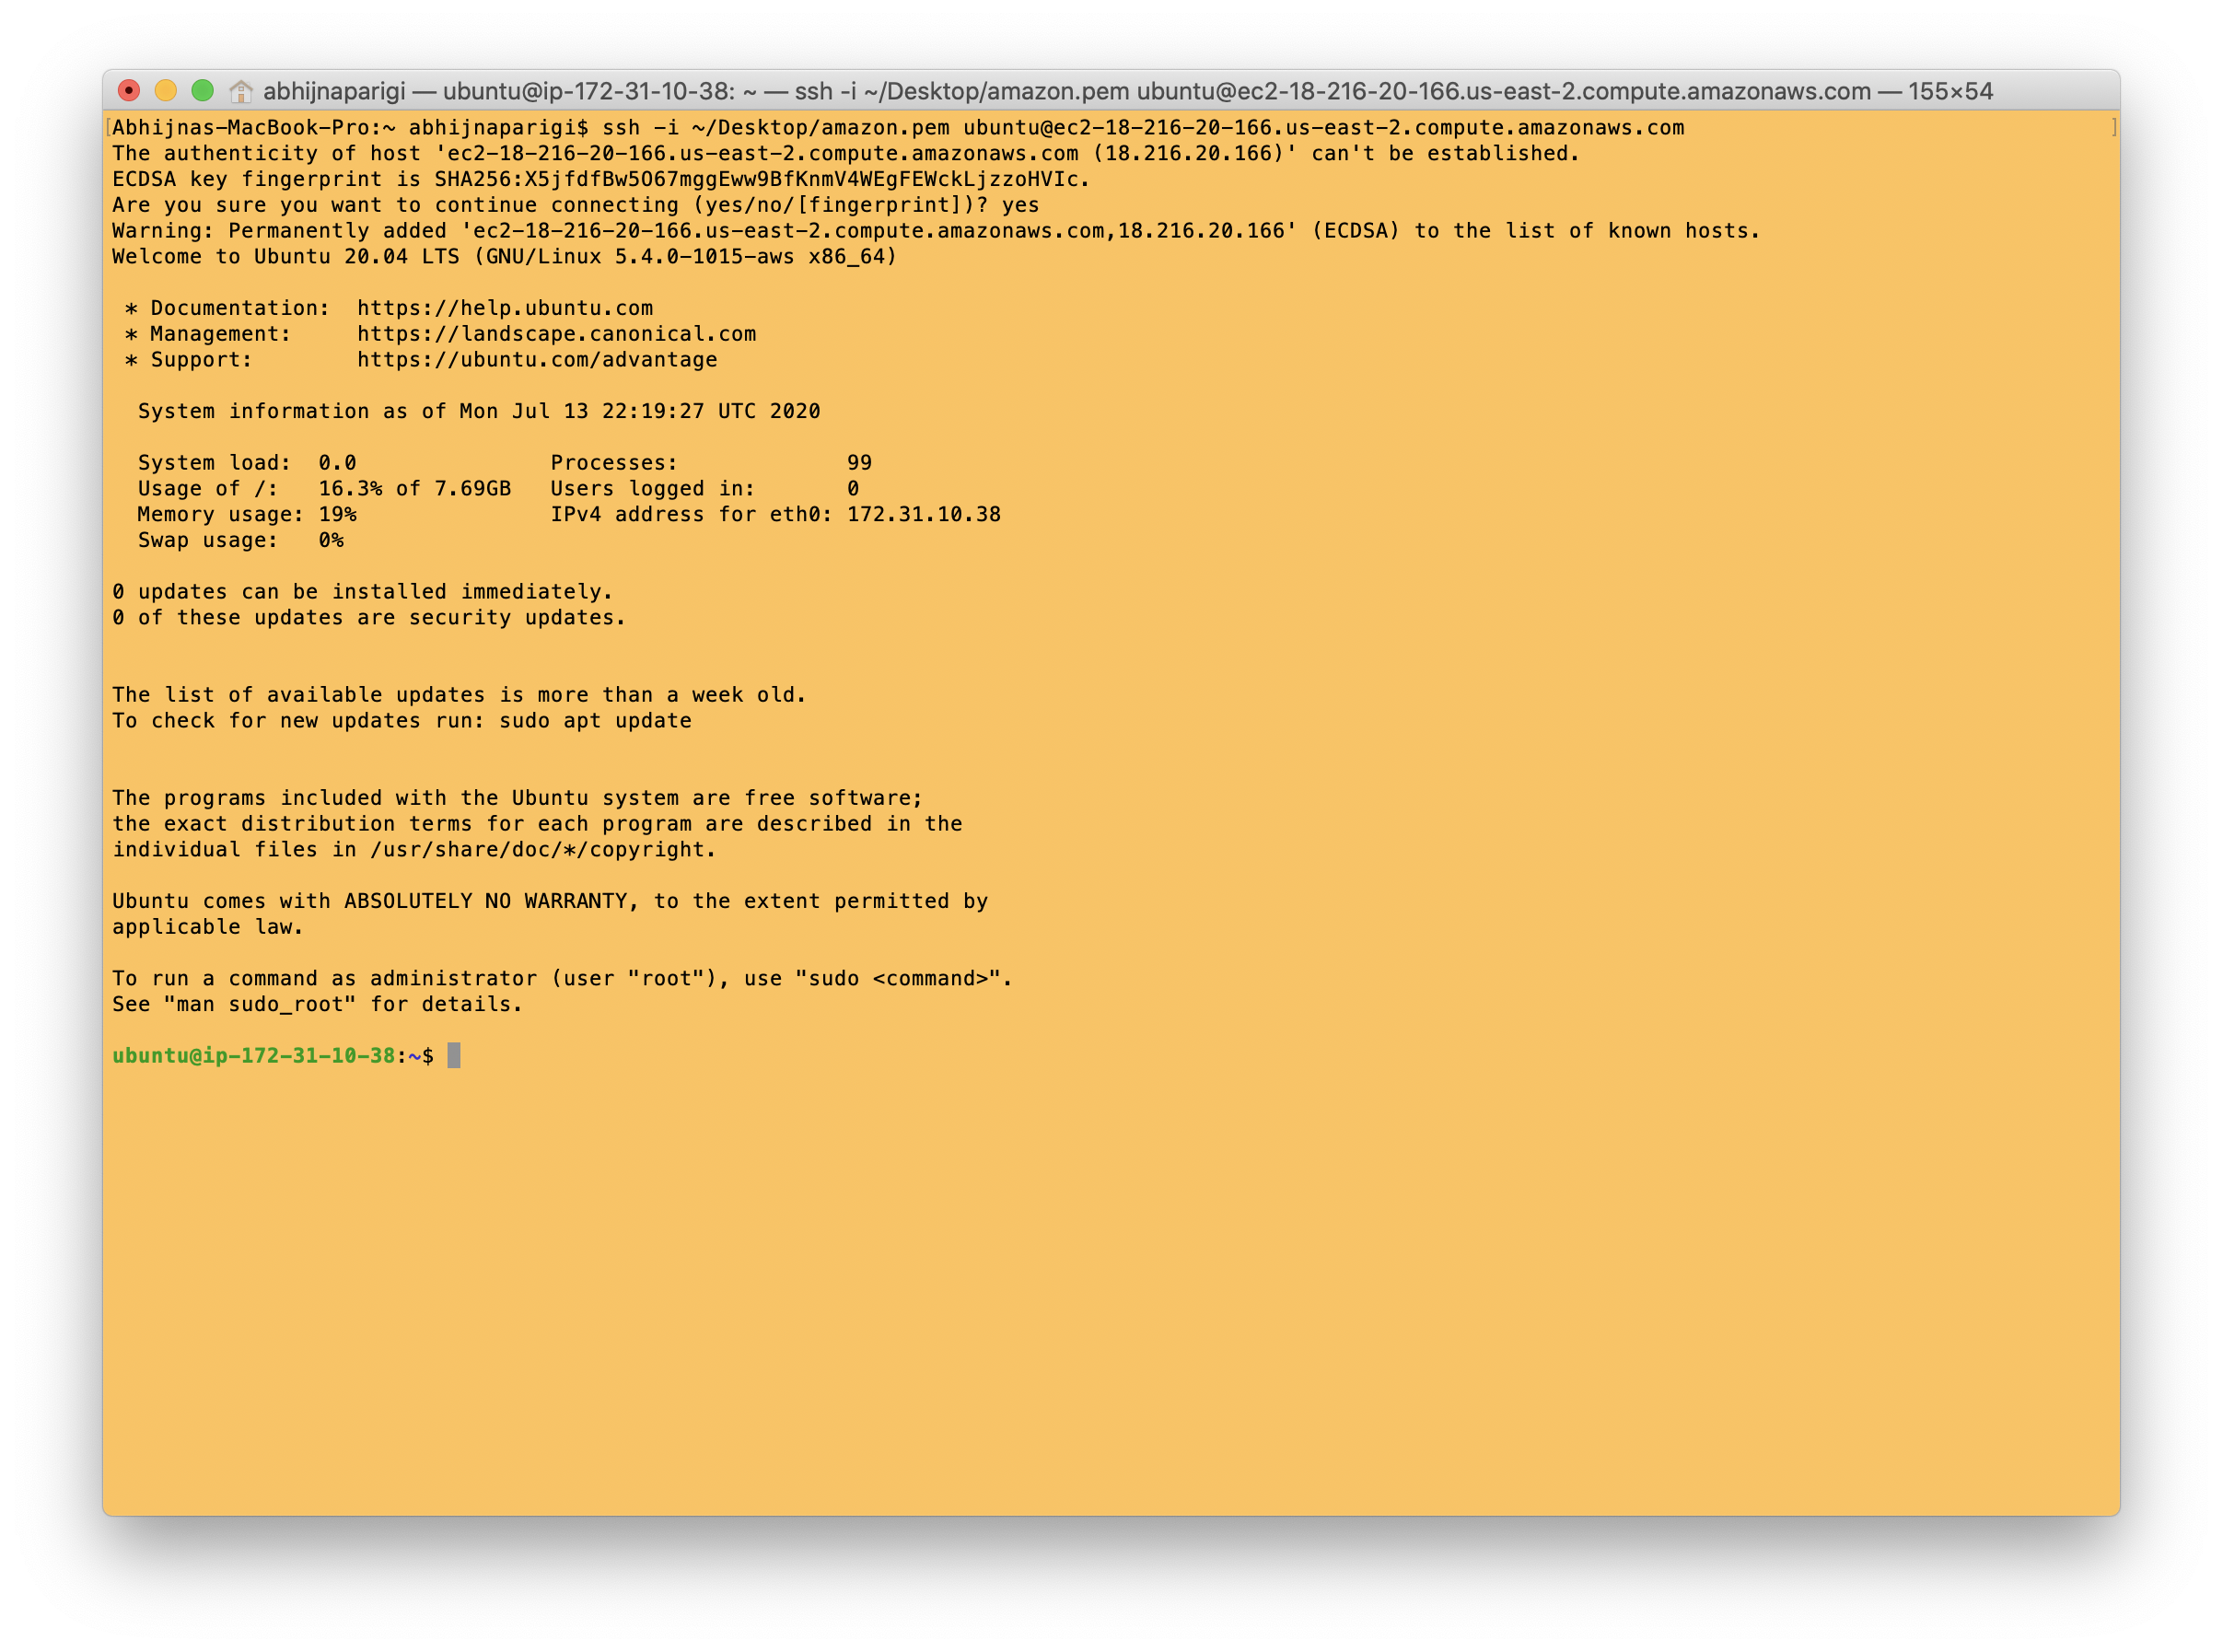 abhijnaparigi — ubuntu@ip-172-31-10-38: ~ — ssh -i ~/Desktop/amazon.pem ubuntu@ec2-18-216-20-166.us-east-2.compute.amazonaws.com — 155×54
[Abhijnas-MacBook-Pro:~ abhijnaparigi$ ssh -i ~/Desktop/amazon.pem ubuntu@ec2-18-216-20-166.us-east-2.compute.amazonaws.com ]
The authenticity of host 'ec2-18-216-20-166.us-east-2.compute.amazonaws.com (18.216.20.166)' can't be established.
ECDSA key fingerprint is SHA256:X5jfdfBw5O67mggEww9BfKnmV4WEgFEWckLjzzoHVIc.
Are you sure you want to continue connecting (yes/no/[fingerprint])? yes
Warning: Permanently added 'ec2-18-216-20-166.us-east-2.compute.amazonaws.com,18.216.20.166' (ECDSA) to the list of known hosts.
Welcome to Ubuntu 20.04 LTS (GNU/Linux 5.4.0-1015-aws x86_64)
* Documentation:  https://help.ubuntu.com
* Management:     https://landscape.canonical.com
* Support:        https://ubuntu.com/advantage
System information as of Mon Jul 13 22:19:27 UTC 2020
System load:  0.0               Processes:             99
Usage of /:   16.3% of 7.69GB   Users logged in:       0
Memory usage: 19%               IPv4 address for eth0: 172.31.10.38
Swap usage:   0%
0 updates can be installed immediately.
0 of these updates are security updates.
The list of available updates is more than a week old.
To check for new updates run: sudo apt update
The programs included with the Ubuntu system are free software;
the exact distribution terms for each program are described in the
individual files in /usr/share/doc/*/copyright.
Ubuntu comes with ABSOLUTELY NO WARRANTY, to the extent permitted by
applicable law.
To run a command as administrator (user "root"), use "sudo <command>".
See "man sudo_root" for details.
ubuntu@ip-172-31-10-38:~$